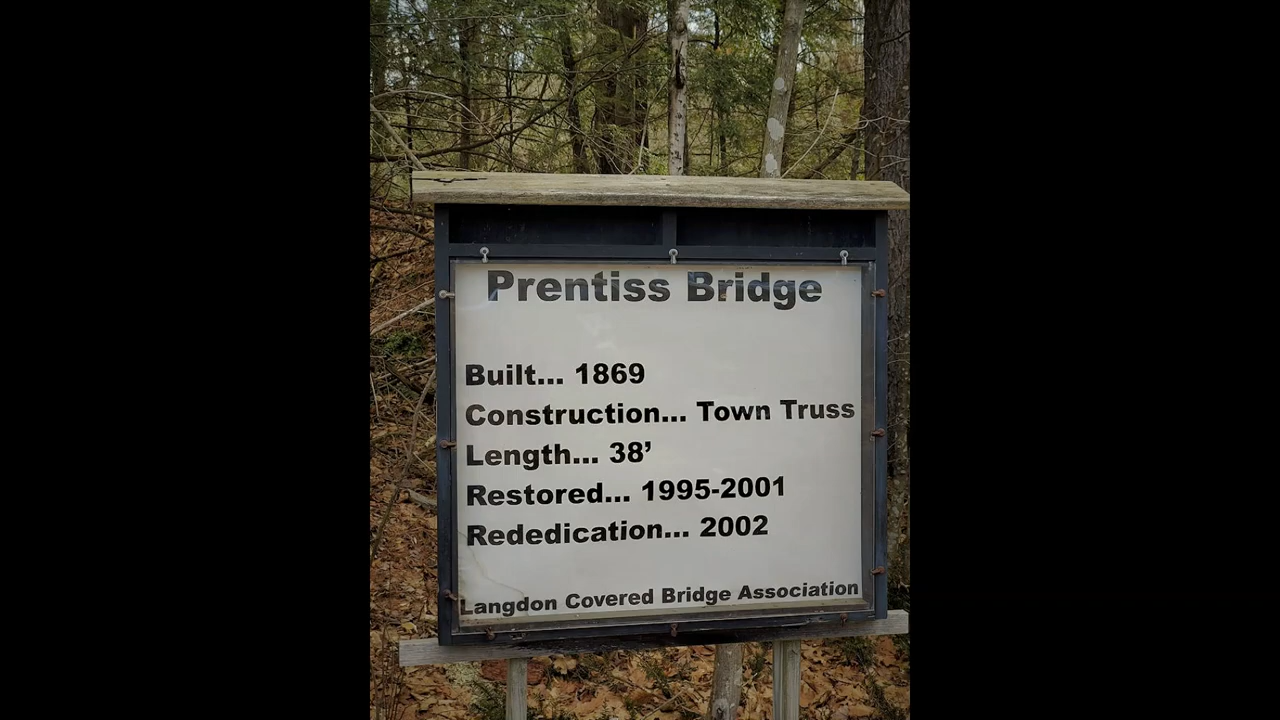 Prentiss Bridge
Built... 1869
Construction... Town Truss
Length... 38’
Restored... 1995-2001
Rededication... 2002
Langdon Covered Bridge Association